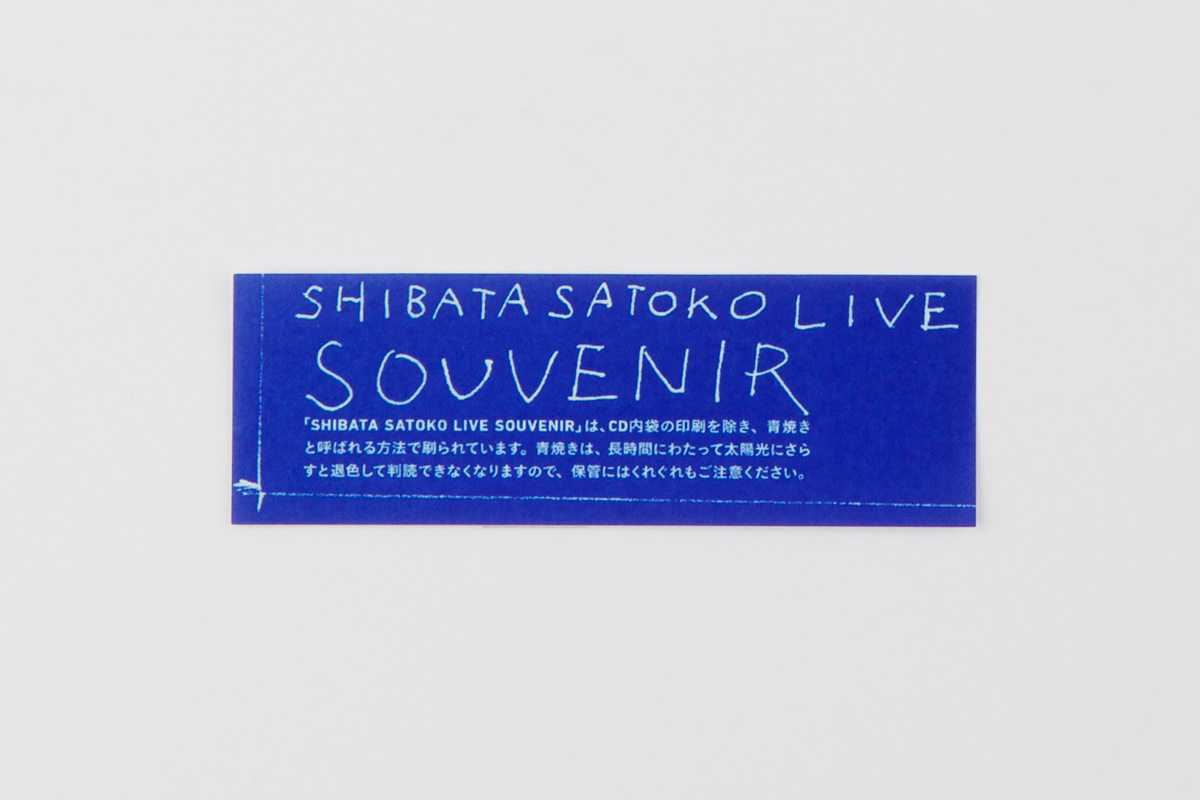 SHIBATA SATOKO LIVE
SOUVENIR
「SHIBATA SATOKO LIVE SOUVENIR」は、CD内袋の印刷を除き、青焼き
と呼ばれる方法で刷られています。青焼きは、長時間にわたって太陽光にさら
すと退色して判読できなくなりますので、保管にはくれぐれもご注意ください。